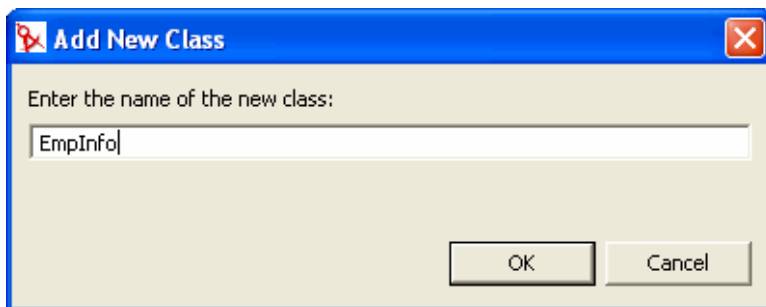 Add New Class
Enter the name of the new class:
EmpInfo
OK Cancel